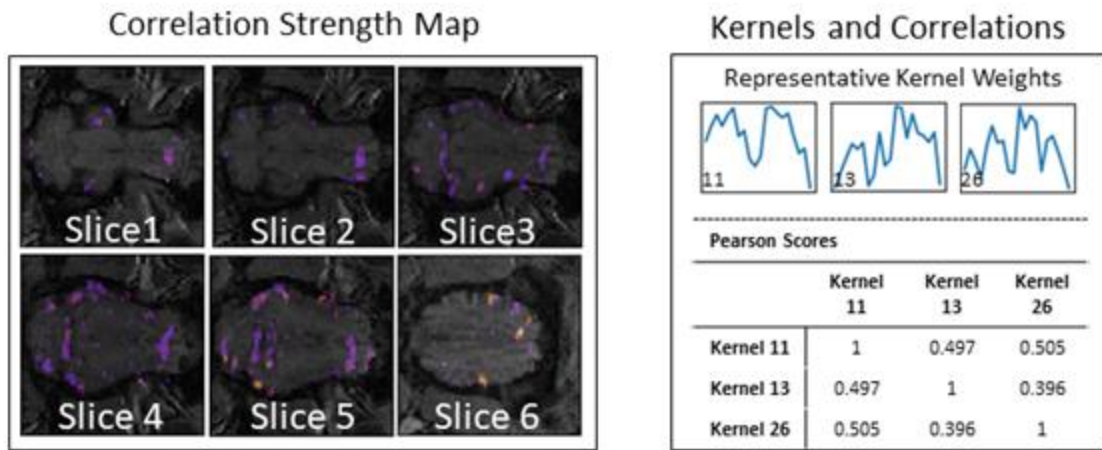 Correlation Strength Map
Slice1
Slice 2
Slice3
Slice 4
Slice 5
Slice 6
Kernels and Correlations
Representative Kernel Weights
11
13
26
Pearson Scores
Kernel 11 Kernel 13 Kernel 26
Kernel 11 1 0.497 0.505
Kernel 13 0.497 1 0.396
Kernel 26 0.505 0.396 1